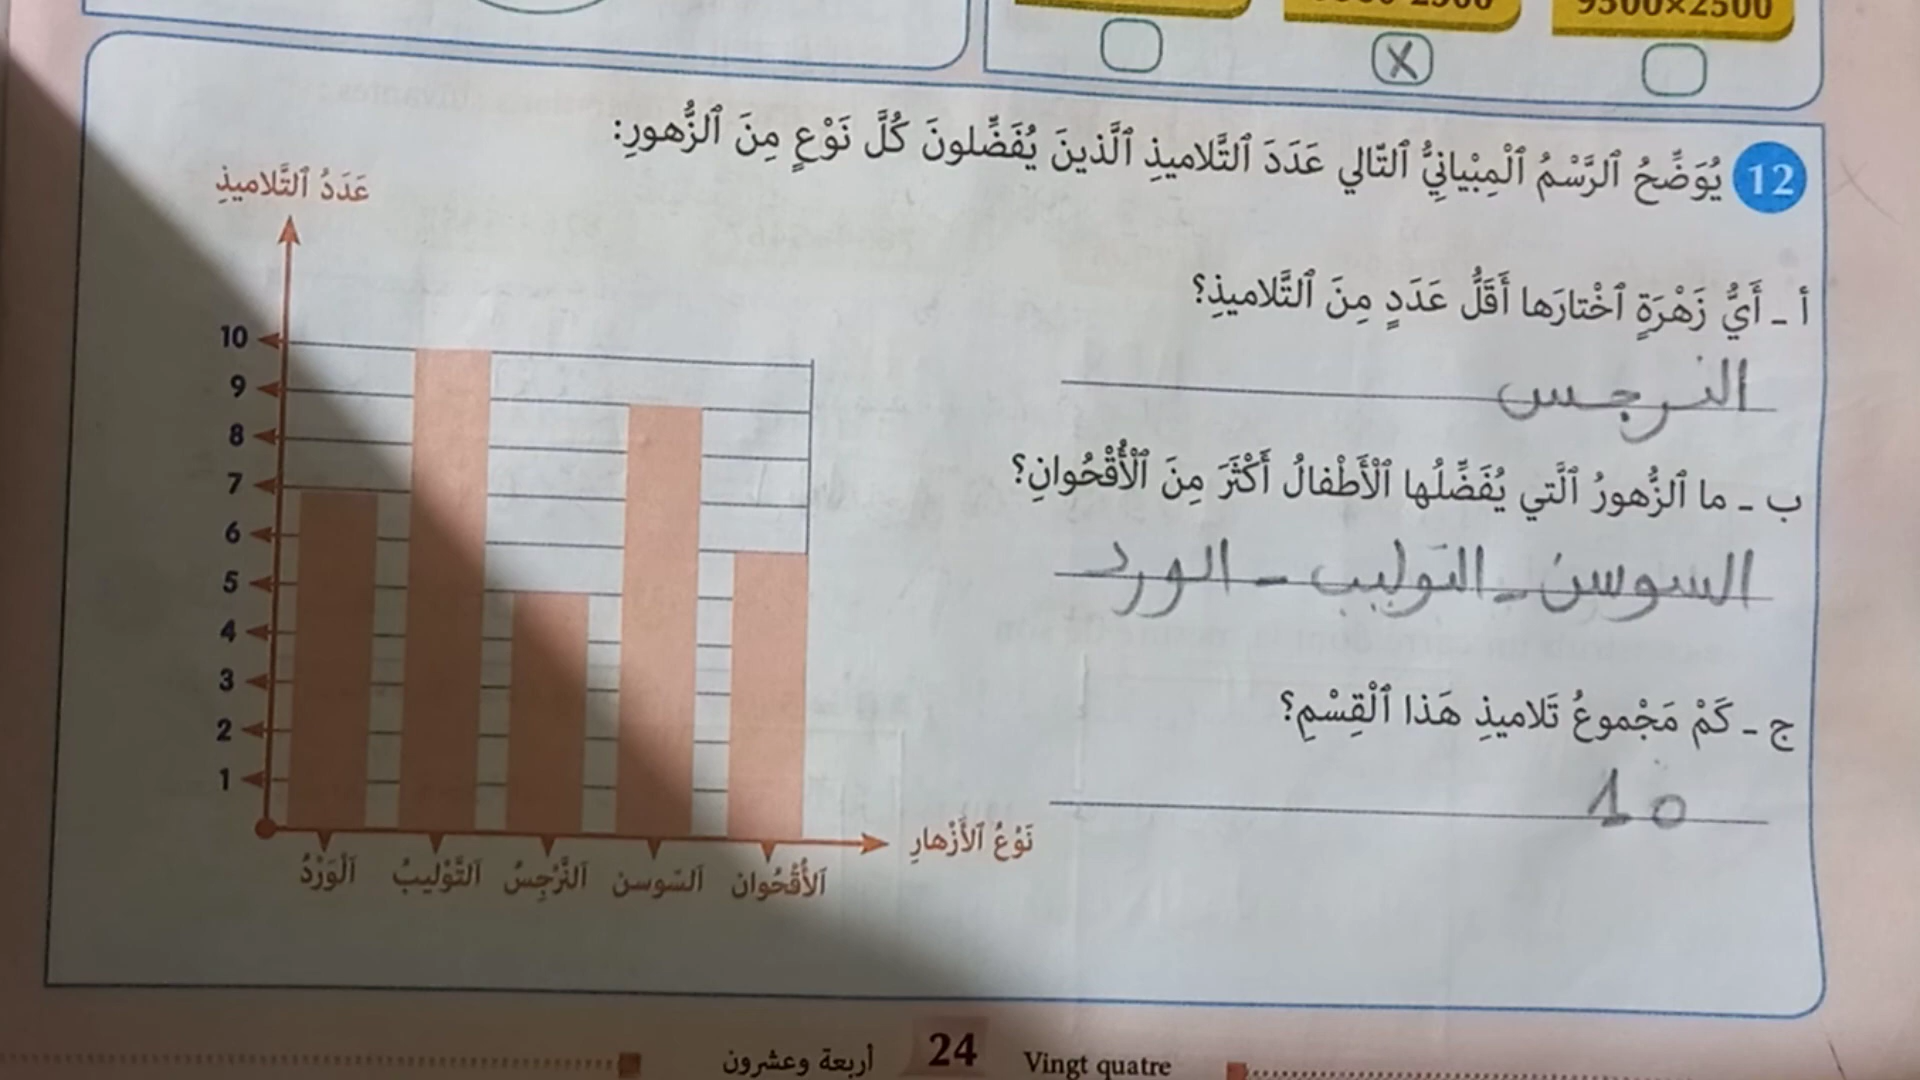 9500×2500
X
12 يُوَضِّحُ ٱلرَّسْمُ ٱلْمِبْيانِيُّ ٱلتّالي عَدَدَ ٱلتَّلاميذِ ٱلَّذينَ يُفَضِّلونَ كُلَّ نَوْعٍ مِنَ ٱلزُّهورِ:
عَدَدُ ٱلتَّلاميذِ
10
9
8
7
6
5
4
3
2
1
ٱلْوَرْدُ ٱلتَّوْليبُ ٱلنَّرْجِسُ ٱلسّوسن ٱلأُقْحُوان
نَوْعُ ٱلأَزْهارِ
أ ـ أَيُّ زَهْرَةٍ ٱخْتارَها أَقَلُّ عَدَدٍ مِنَ ٱلتَّلاميذِ؟
النرجس
ب ـ ما ٱلزُّهورُ ٱلَّتي يُفَضِّلُها ٱلْأَطْفالُ أَكْثَرَ مِنَ ٱلْأُقْحُوانِ؟
السوسن - التوليب - الورد
ج ـ كَمْ مَجْموعُ تَلاميذِ هَذا ٱلْقِسْمِ؟
10
أربعة وعشرون 24 Vingt quatre